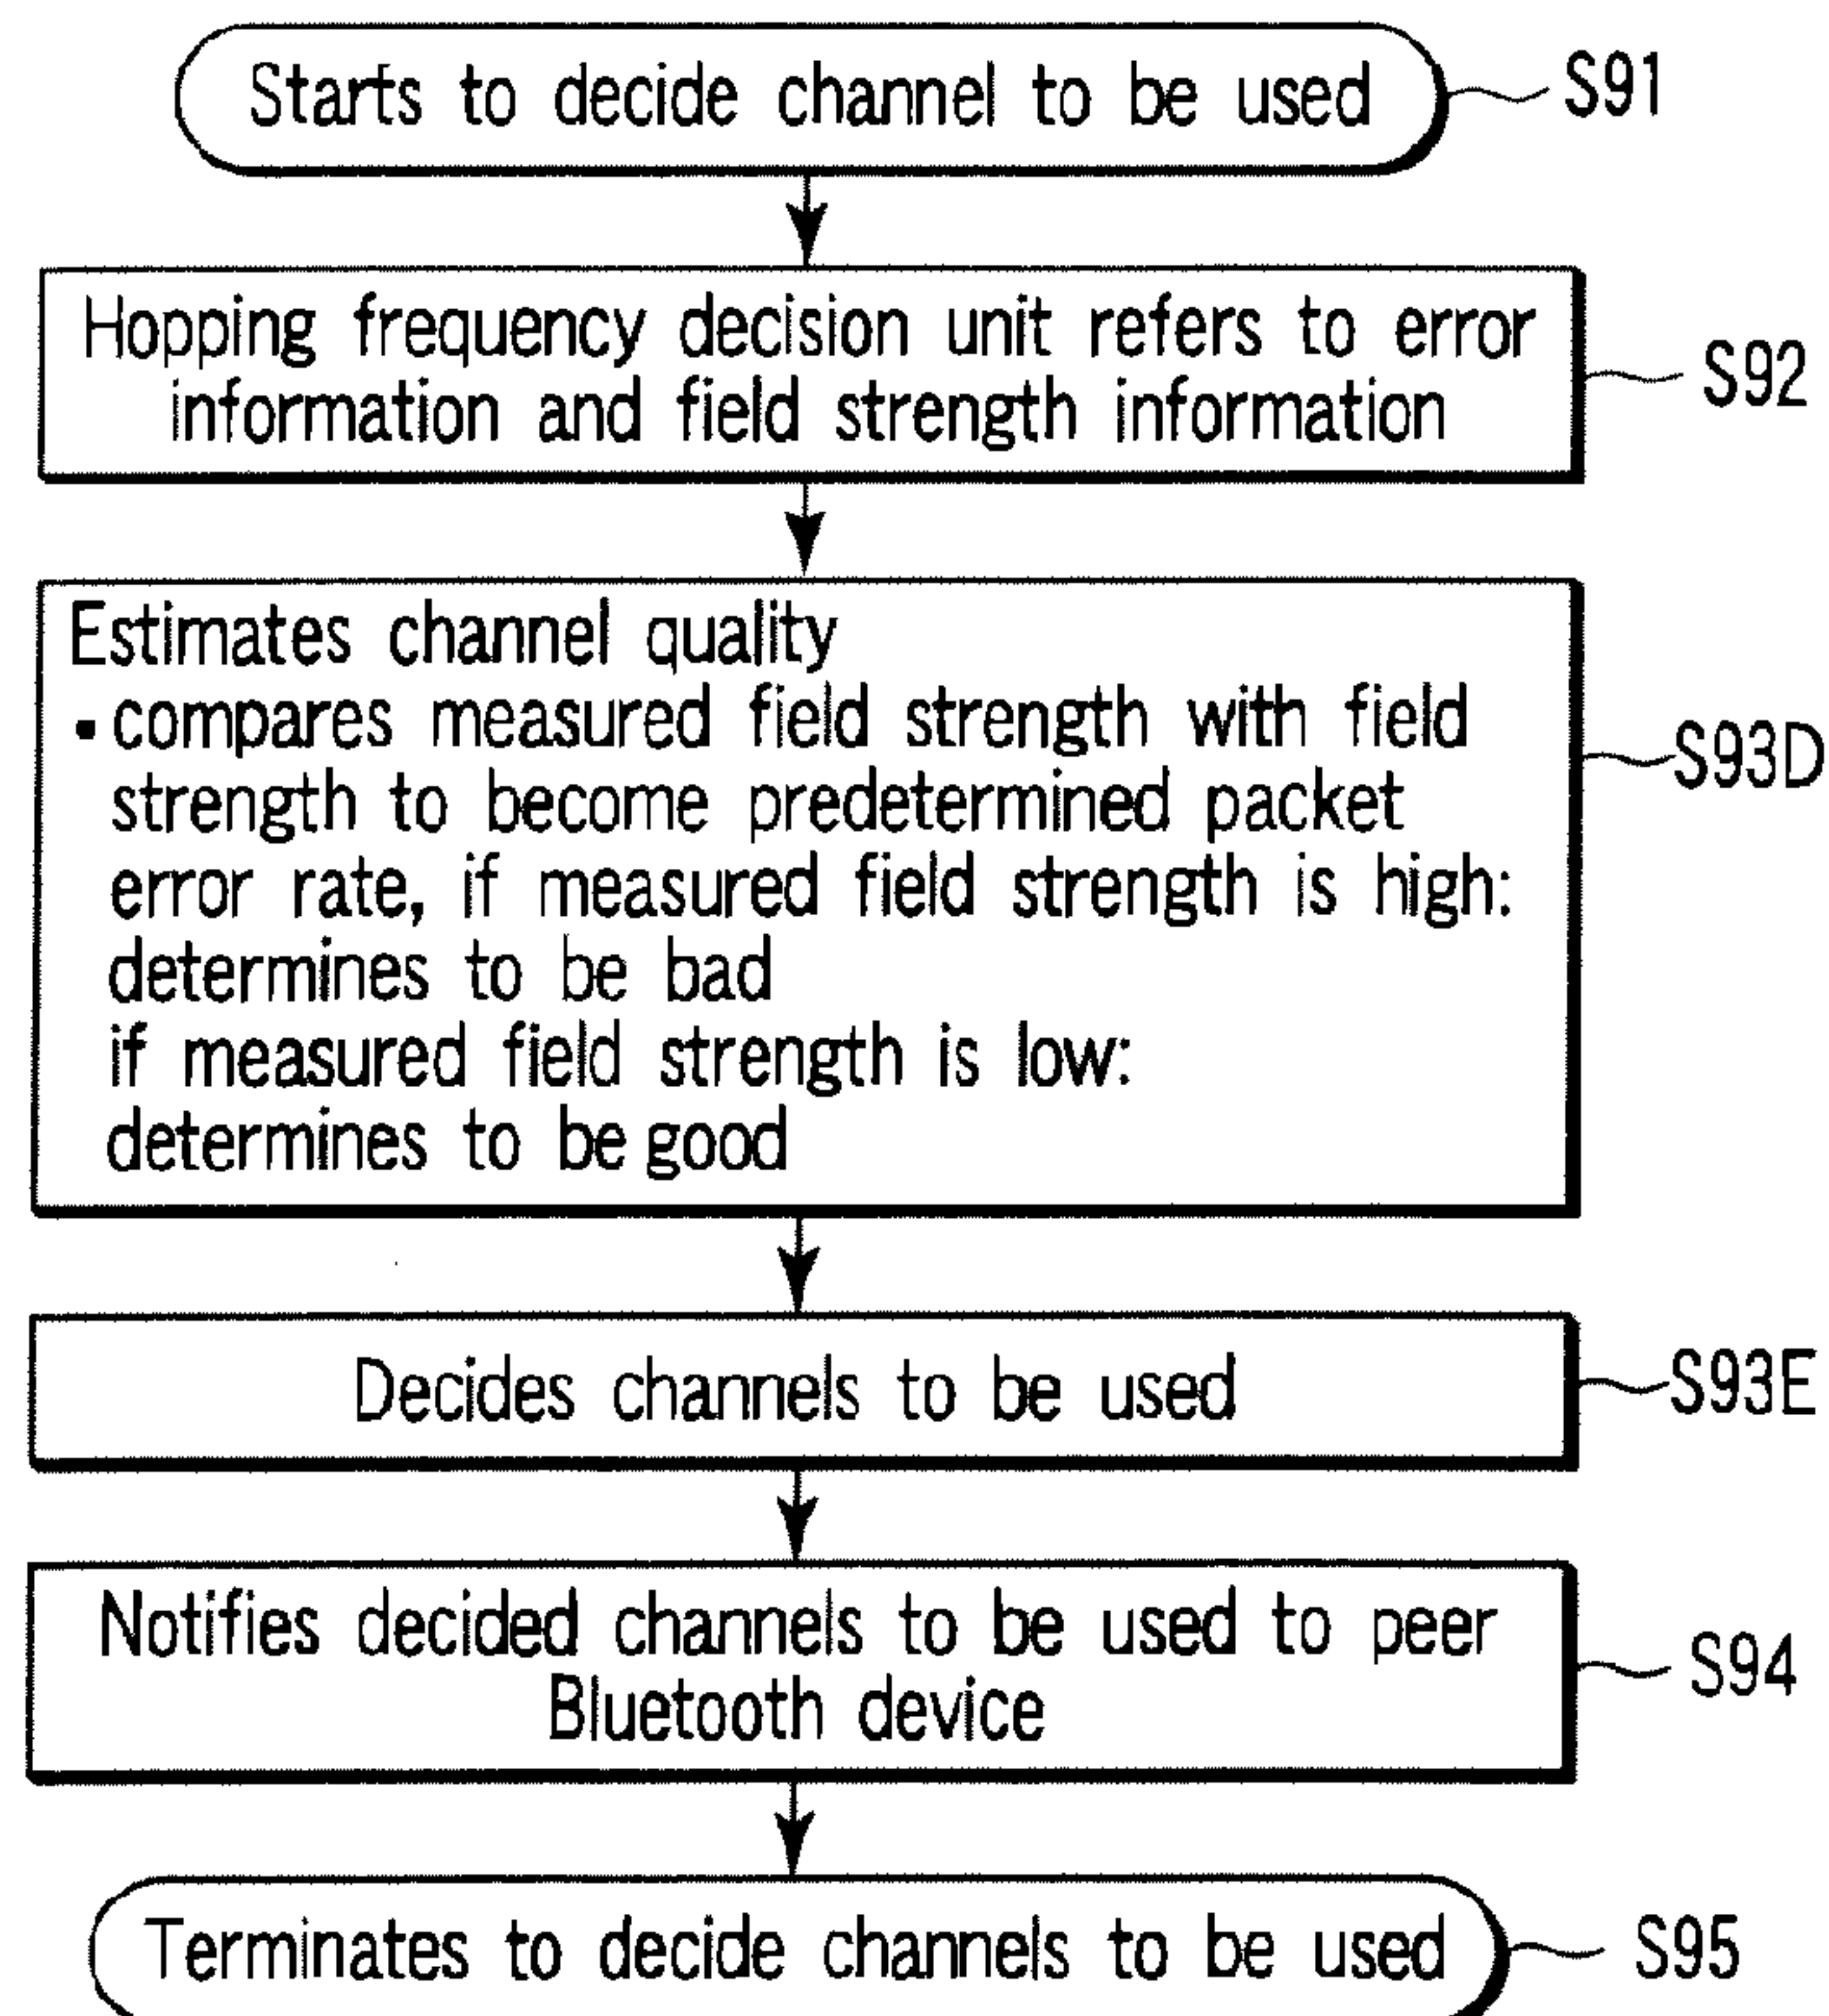 Starts to decide channel to be used
S91
Hopping frequency decision unit refers to error
information and field strength information
S92
Estimates channel quality
• compares measured field strength with field
strength to become predetermined packet
error rate, if measured field strength is high:
determines to be bad
if measured field strength is low:
determines to be good
S93D
Decides channels to be used
S93E
Notifies decided channels to be used to peer
Bluetooth device
S94
Terminates to decide channels to be used
S95